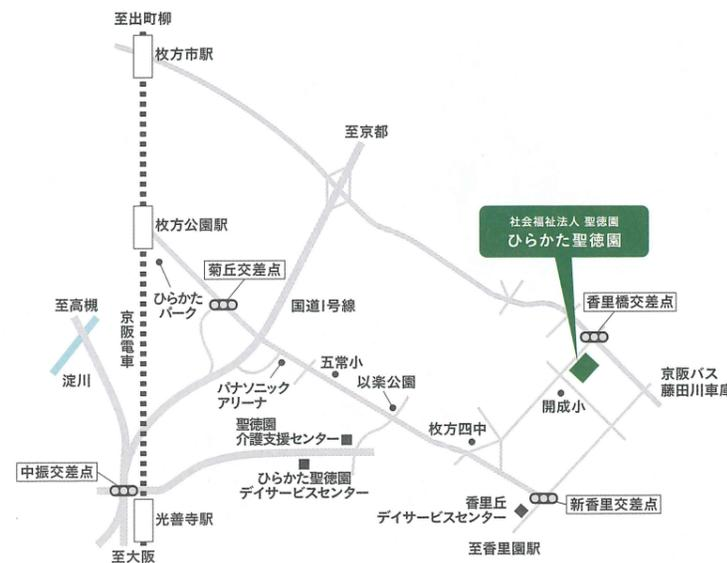 至出町柳
枚方市駅
至京都
社会福祉法人 聖徳園
ひらかた聖徳園
枚方公園駅
菊丘交差点
ひらかた
パーク
国道1号線
至高槻
京阪電車
淀川
香里橋交差点
京阪バス
藤田川車庫
五常小
パナソニック
アリーナ
以楽公園
開成小
枚方四中
聖徳園
介護支援センター
ひらかた聖徳園
デイサービスセンター
中振交差点
香里丘
デイサービスセンター
新香里交差点
光善寺駅
至香里園駅
至大阪